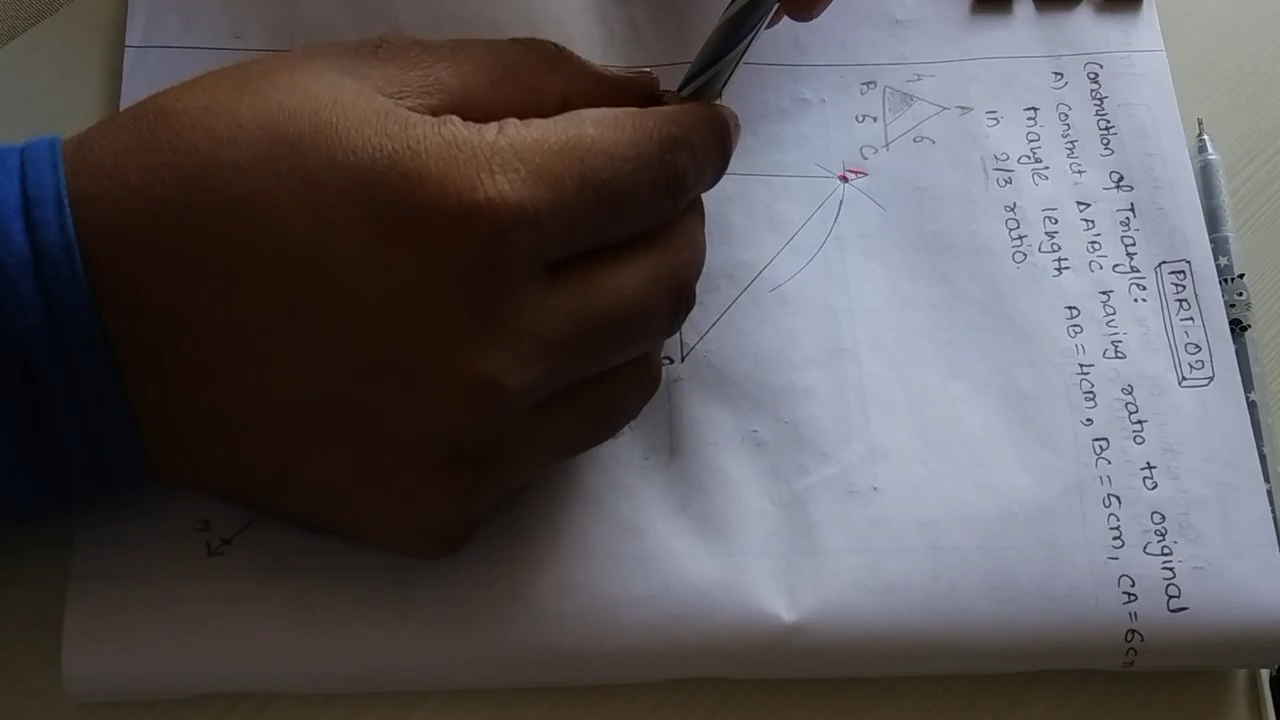 PART-02
Construction of Triangle:
A) Construct ΔA'B'C having ratio to original
triangle length AB=4cm, BC=5cm, CA=6c
in 2/3 ratio.
A
4
6
B 5 C
A